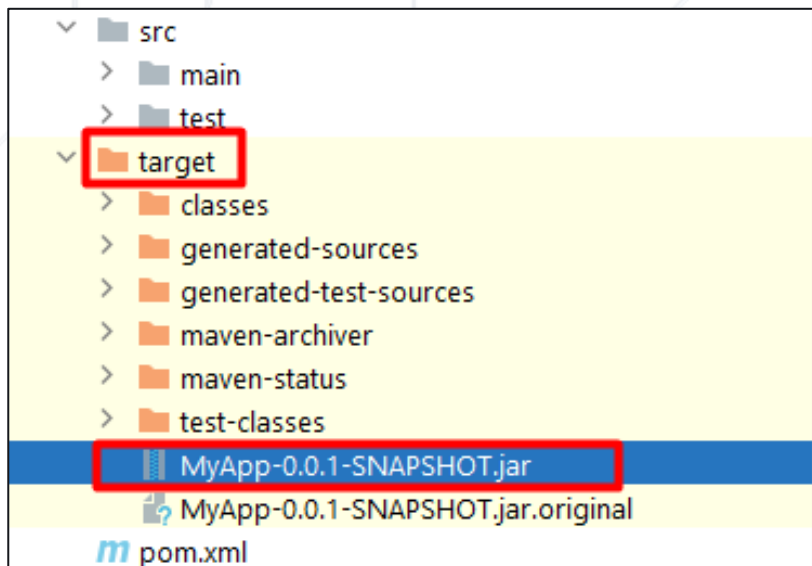 src
main
test
target
classes
generated-sources
generated-test-sources
maven-archiver
maven-status
test-classes
MyApp-0.0.1-SNAPSHOT.jar
MyApp-0.0.1-SNAPSHOT.jar.original
m pom.xml